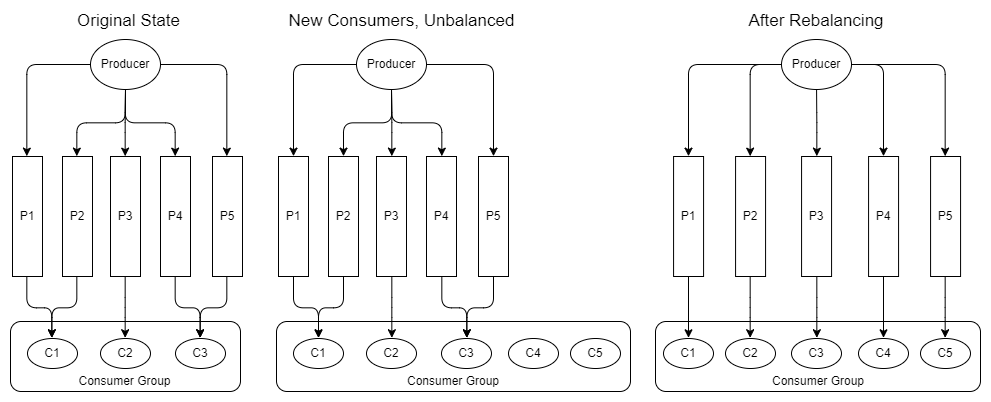 Original State
Producer
P1
P2
P3
P4
P5
C1
C2
C3
Consumer Group
New Consumers, Unbalanced
Producer
P1
P2
P3
P4
P5
C1
C2
C3
C4
C5
Consumer Group
After Rebalancing
Producer
P1
P2
P3
P4
P5
C1
C2
C3
C4
C5
Consumer Group